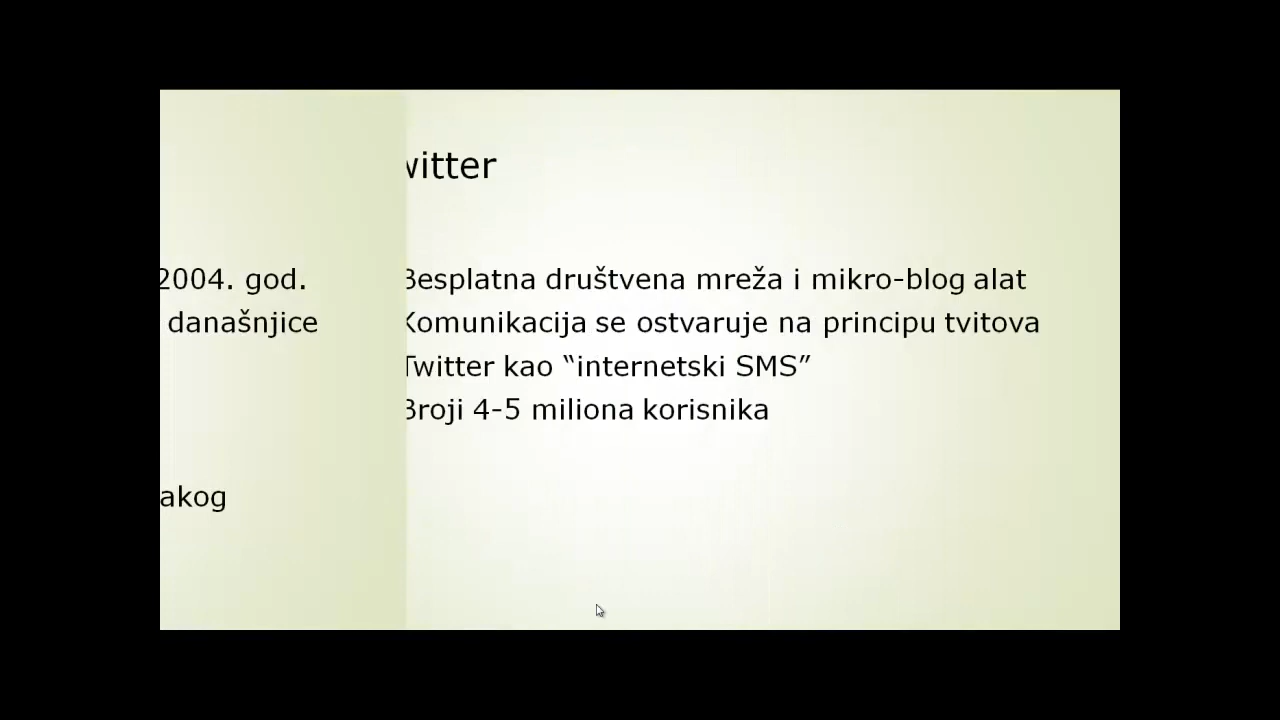 witter
2004. god.
današnjice
akog
Besplatna društvena mreža i mikro-blog alat
Komunikacija se ostvaruje na principu tvitova
Twitter kao “internetski SMS”
Broji 4-5 miliona korisnika